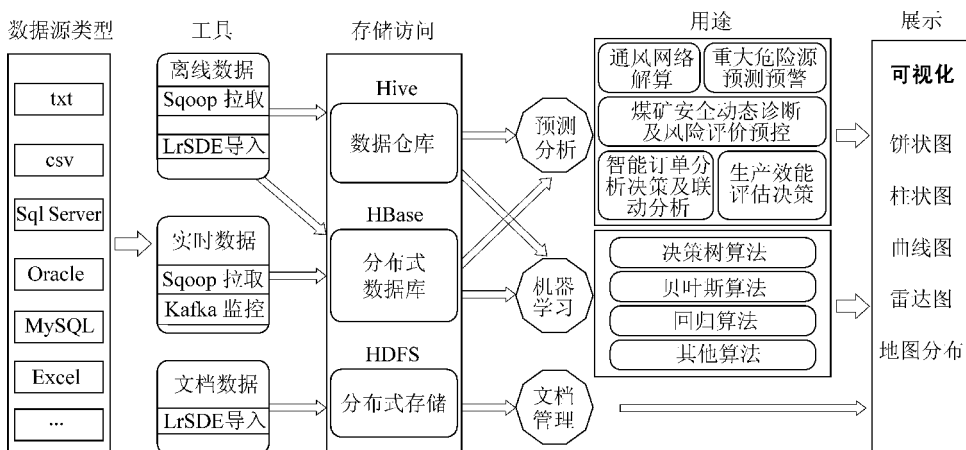 数据源类型
txt
csv
Sql Server
Oracle
MySQL
Excel
...
工具
离线数据
Sqoop 拉取
LrSDE导入
实时数据
Sqoop 拉取
Kafka 监控
文档数据
LrSDE导入
存储访问
Hive
数据仓库
HBase
分布式
数据库
HDFS
分布式存储
预测
分析
机器
学习
文档
管理
用途
通风网络
解算
重大危险源
预测预警
煤矿安全动态诊断
及风险评价预控
智能订单分
析决策及联
动分析
生产效能
评估决策
决策树算法
贝叶斯算法
回归算法
其他算法
展示
可视化
饼状图
柱状图
曲线图
雷达图
地图分布